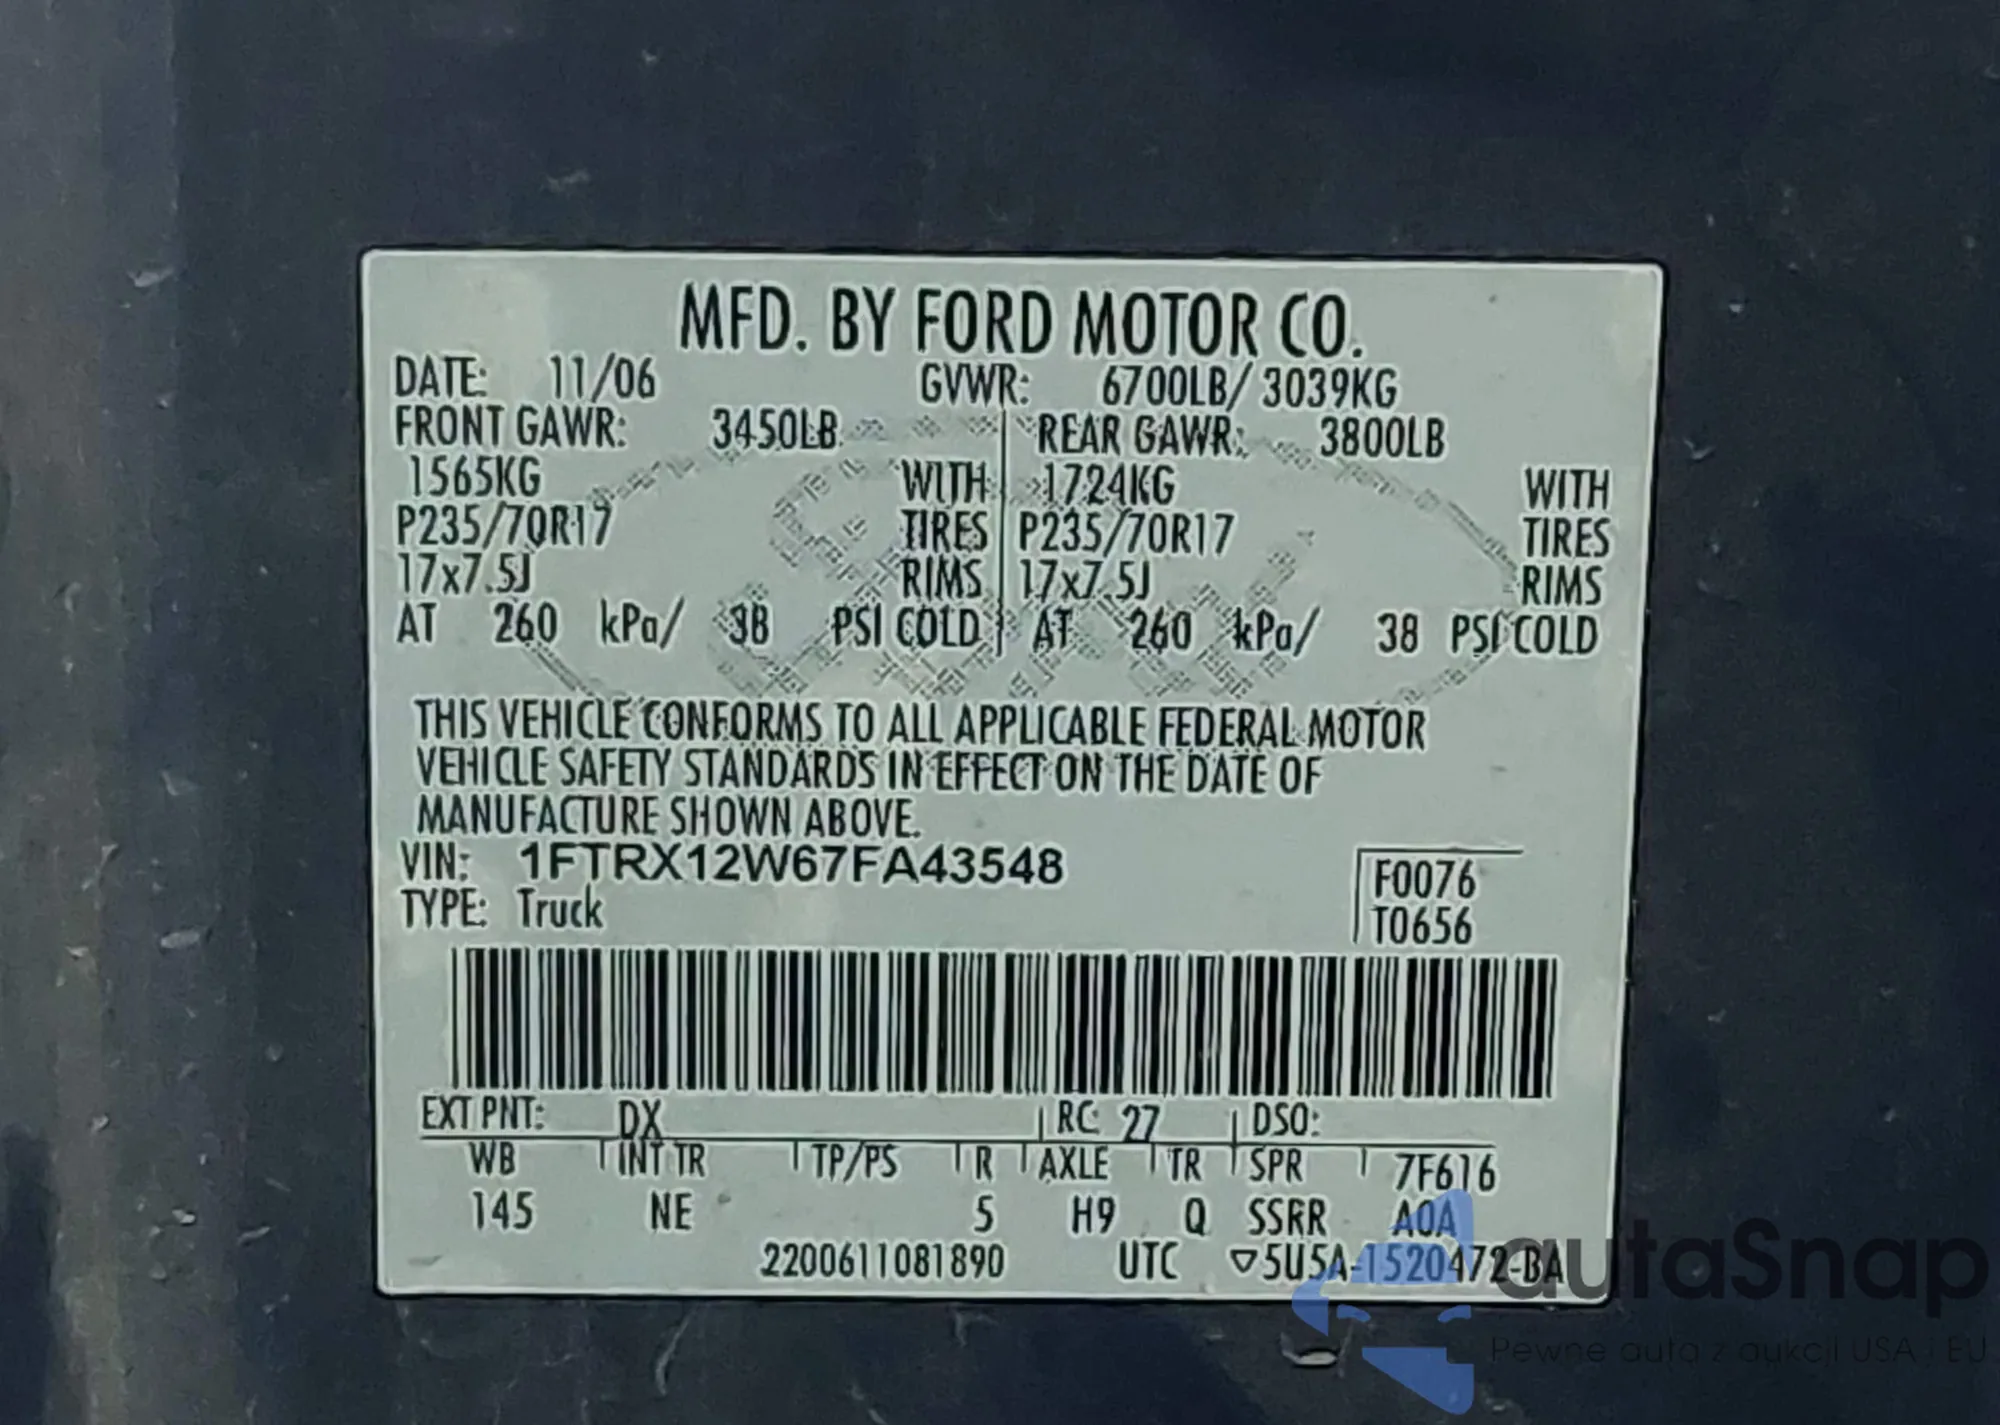 MFD. BY FORD MOTOR CO.
DATE: 11/06 GVWR: 6700LB/ 3039KG
FRONT GAWR: 3450LB REAR GAWR: 3800LB
1565KG WITH 1724KG WITH
P235/70R17 TIRES P235/70R17 TIRES
17x7.5J RIMS 17x7.5J RIMS
AT 260 kPa/ 38 PSI COLD AT 260 kPa/ 38 PSI COLD
THIS VEHICLE CONFORMS TO ALL APPLICABLE FEDERAL MOTOR
VEHICLE SAFETY STANDARDS IN EFFECT ON THE DATE OF
MANUFACTURE SHOWN ABOVE.
VIN: 1FTRX12W67FA43548 F0076
TYPE: Truck T0656
EXT PNT: DX RC: 27 DSO:
WB INT TR TP/PS R AXLE TR SPR 7F616
145 NE 5 H9 Q SSRR A0A
2200611081890 UTC ▽5U5A-1520472-BA
autaSnap
Pewne auta z aukcji USA i EU